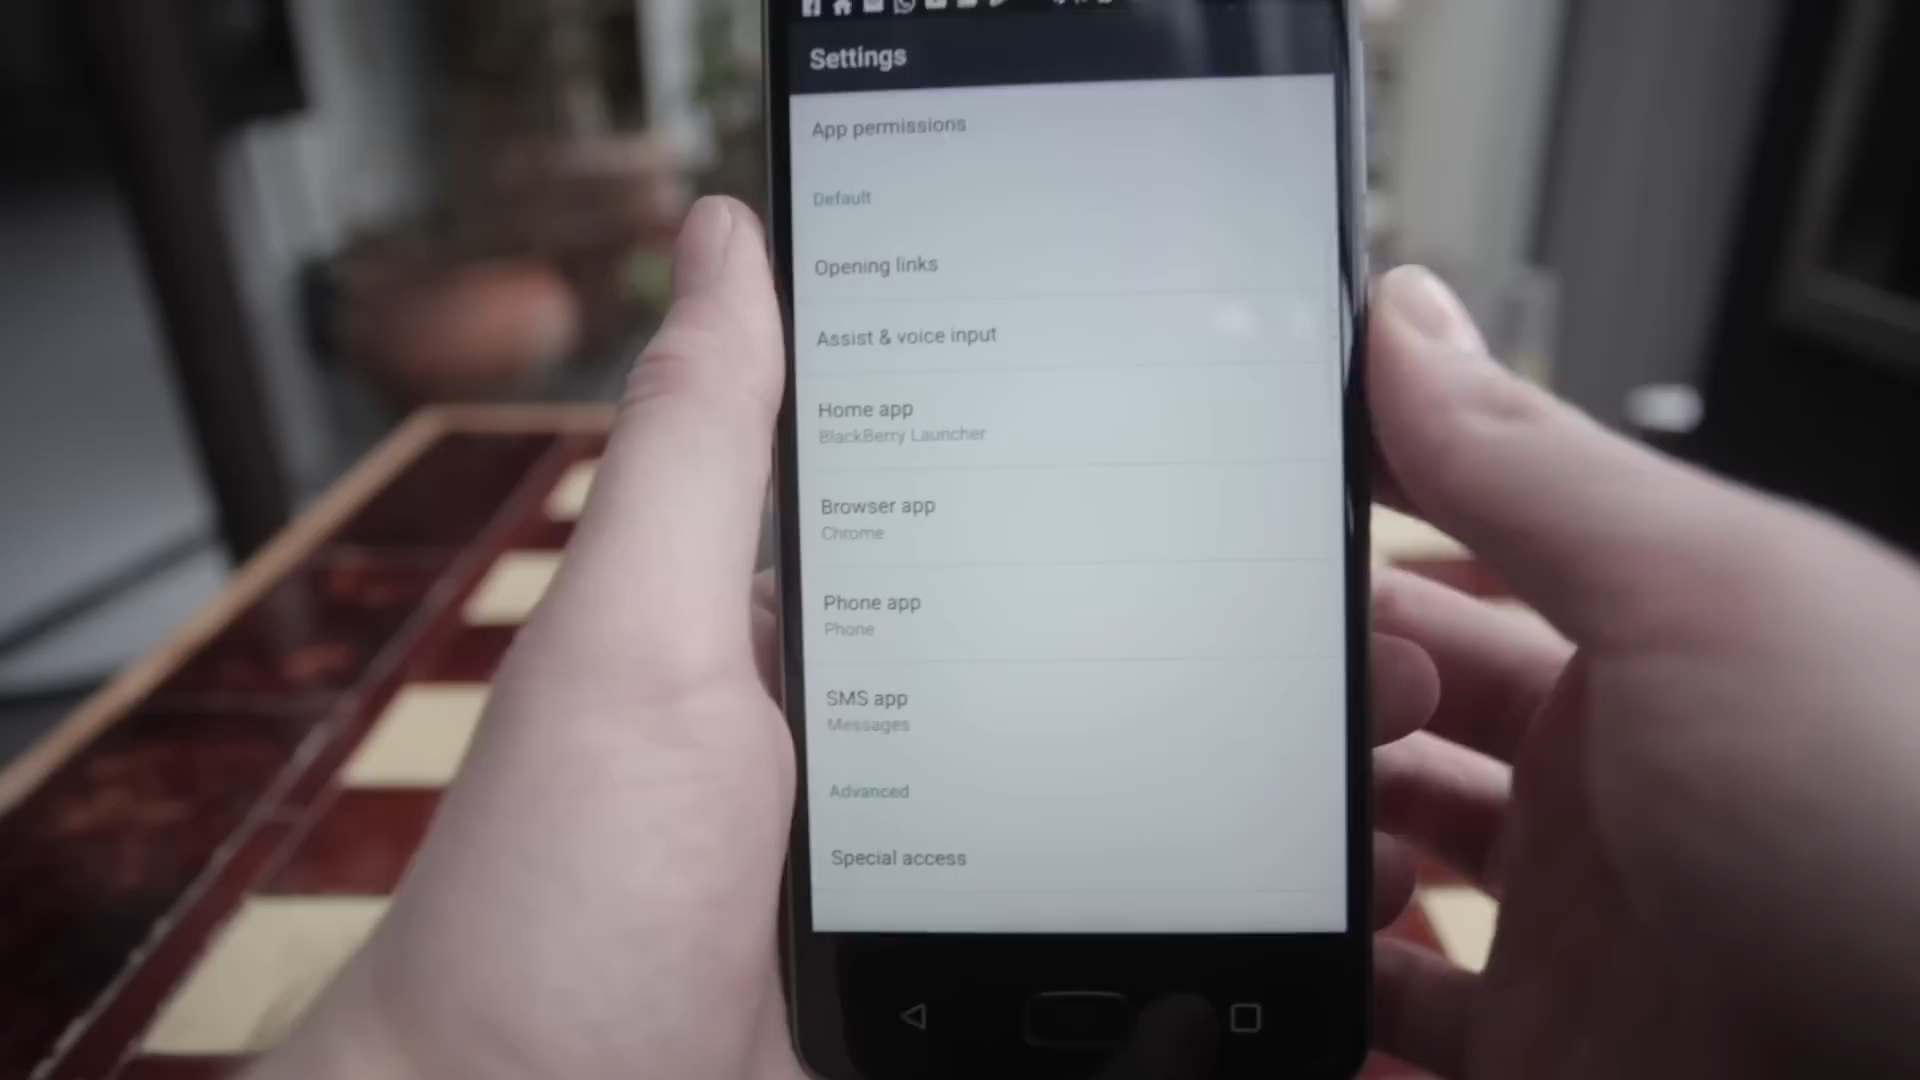 Settings
App permissions
Default
Opening links
Assist & voice input
Home app
BlackBerry Launcher
Browser app
Chrome
Phone app
Phone
SMS app
Messages
Advanced
Special access